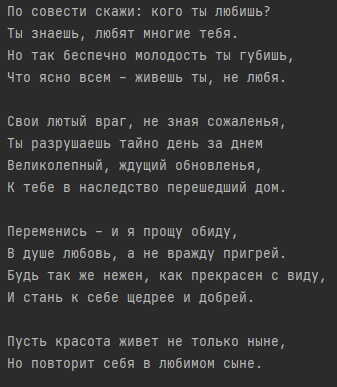 По совести скажи: кого ты любишь?
Ты знаешь, любят многие тебя.
Но так беспечно молодость ты губишь,
Что ясно всем – живешь ты, не любя.

Свои лютый враг, не зная сожаленья,
Ты разрушаешь тайно день за днем
Великолепный, ждущий обновленья,
К тебе в наследство перешедший дом.

Переменись – и я прощу обиду,
В душе любовь, а не вражду пригрей.
Будь так же нежен, как прекрасен с виду,
И стань к себе щедрее и добрей.

Пусть красота живет не только ныне,
Но повторит себя в любимом сыне.